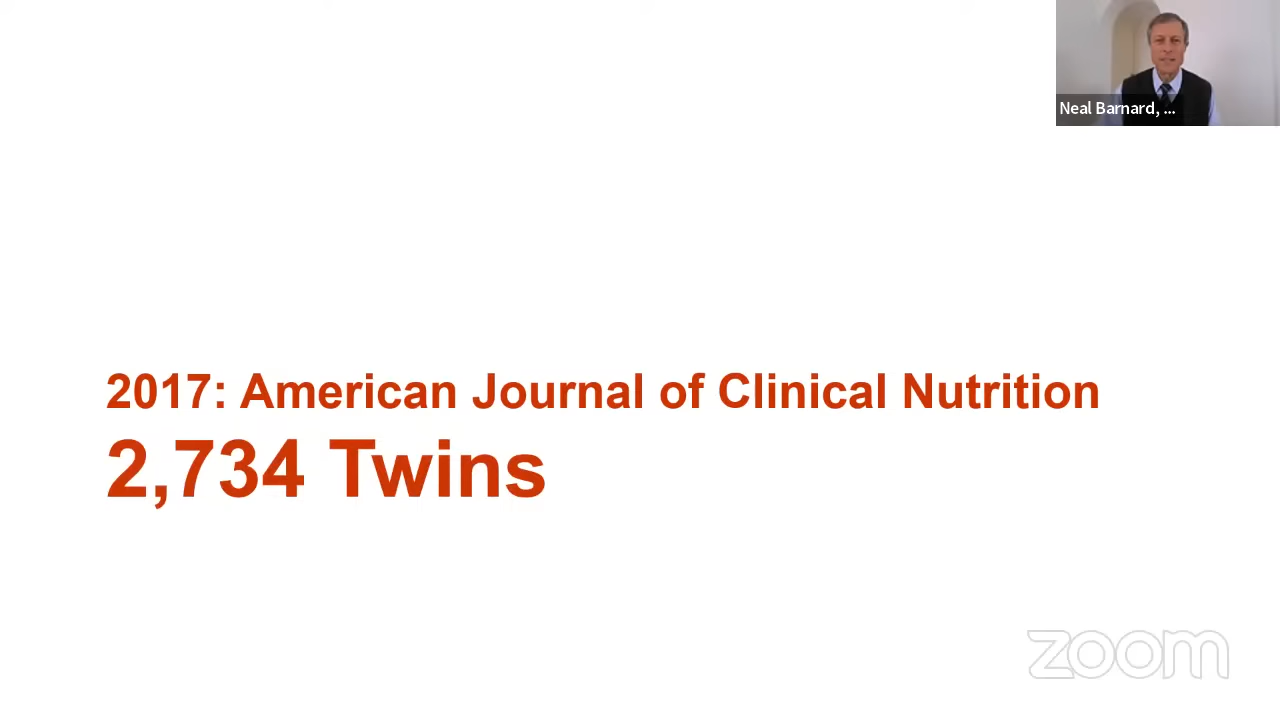 Neal Barnard, ...
2017: American Journal of Clinical Nutrition
2,734 Twins
zoom